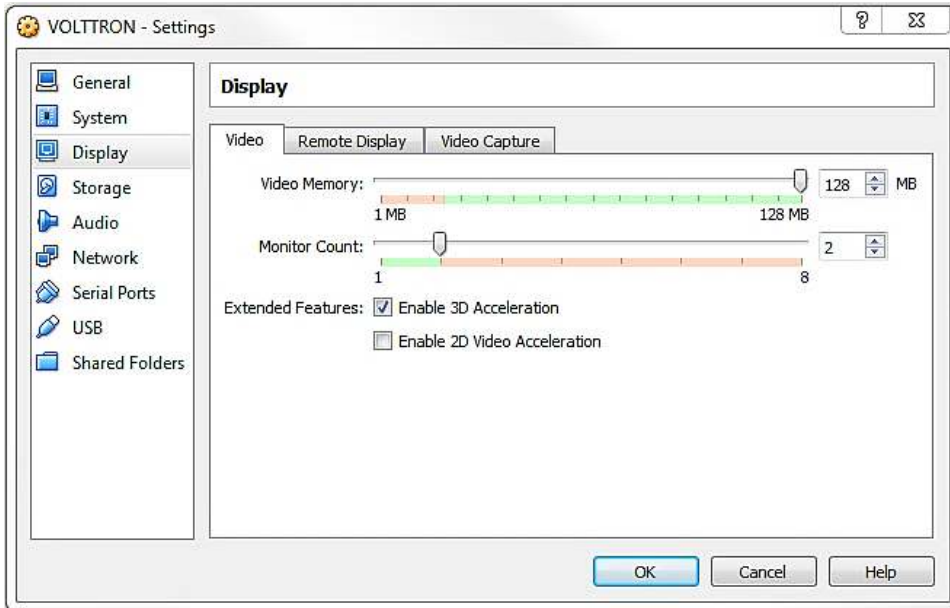 VOLTTRON - Settings
General
System
Display
Storage
Audio
Network
Serial Ports
USB
Shared Folders
Display
Video Remote Display Video Capture
Video Memory: 128 MB
1 MB 128 MB
Monitor Count: 2
1 8
Extended Features: Enable 3D Acceleration
Enable 2D Video Acceleration
OK Cancel Help